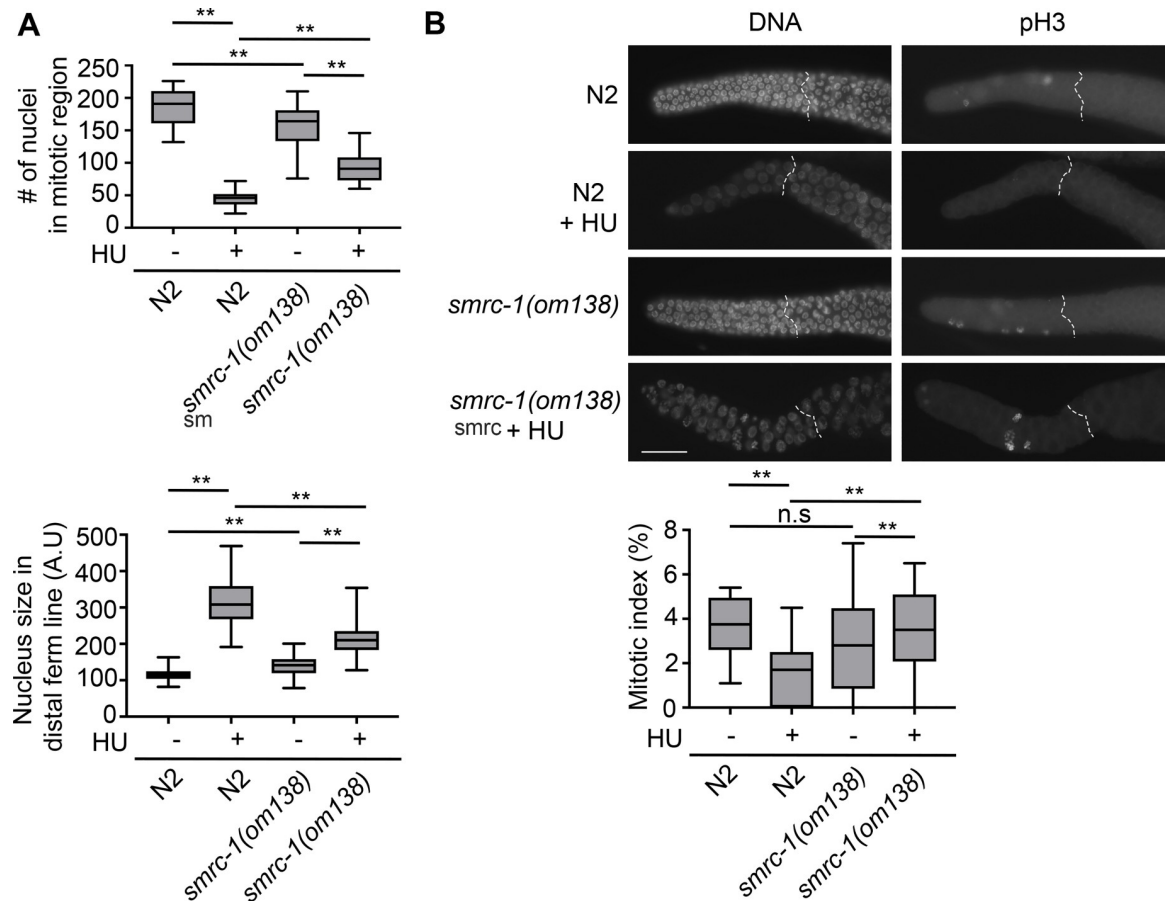 A
**
**
**
**
# of nuclei
in mitotic region
250
200
150
100
50
0
HU
-
+
-
+
N2
N2
smrc-1(om138)
smrc-1(om138)
sm
B
DNA
pH3
N2
N2
+ HU
smrc-1(om138)
smrc-1(om138)
smrc + HU
**
**
**
**
Nucleus size in
distal ferm line (A.U)
500
400
300
200
100
0
HU
-
+
-
+
N2
N2
smrc-1(om138)
smrc-1(om138)
**
**
n.s
**
Mitotic index (%)
8
6
4
2
0
HU
-
+
-
+
N2
N2
smrc-1(om138)
smrc-1(om138)